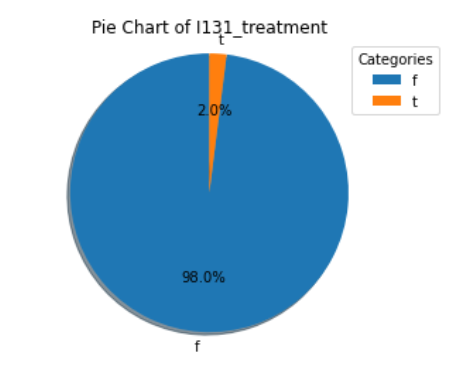 Pie Chart of I131_treatment
t
Categories
f
t
2.0%
98.0%
f